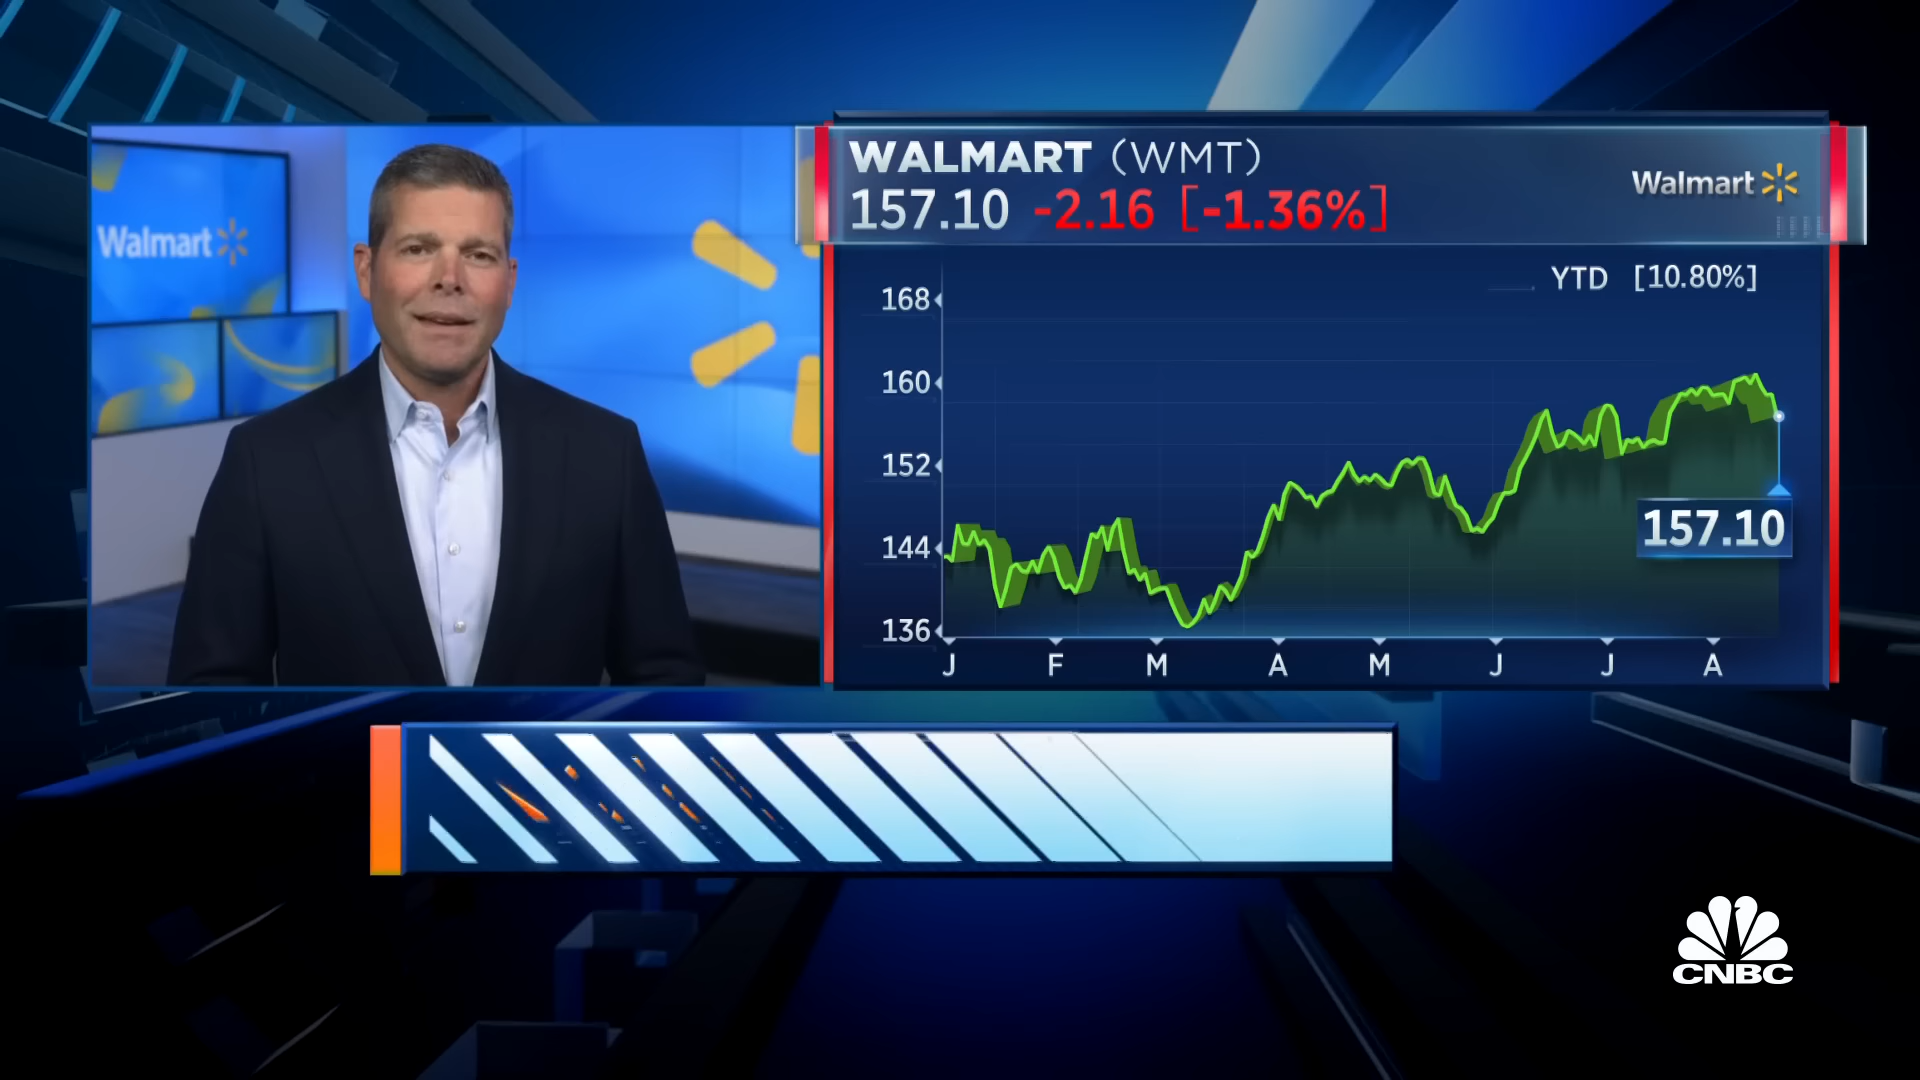 Walmart
WALMART (WMT)
157.10 -2.16 [-1.36%]
Walmart
YTD [10.80%]
168
160
152
144
136
157.10
J F M A M J J A
CNBC